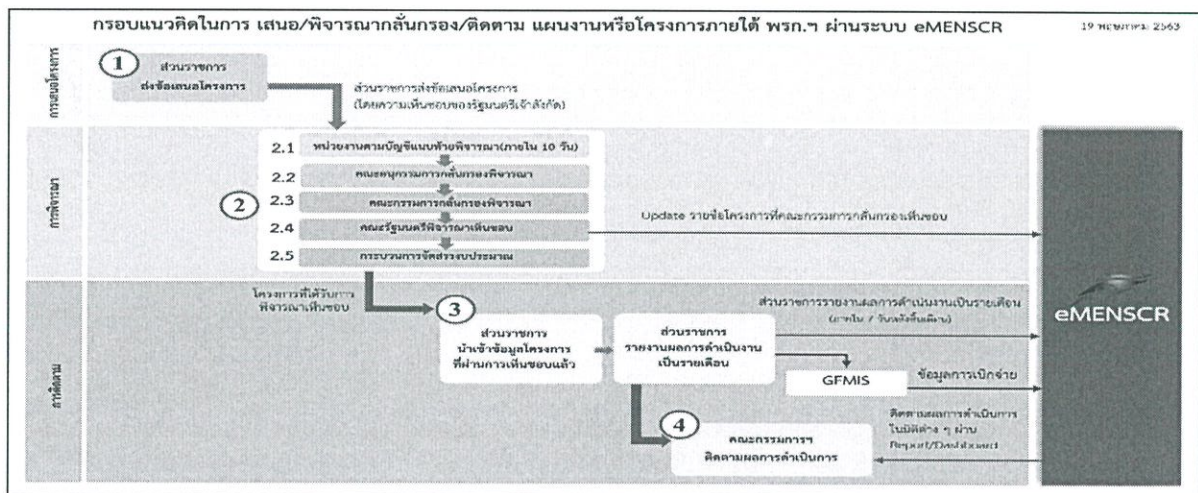 กรอบแนวคิดในการ เสนอ/พิจารณากลั่นกรอง/ติดตาม แผนงานหรือโครงการภายใต้ พรก.ฯ ผ่านระบบ eMENSCR
19 พฤษภาคม 2563
การเสนอโครงการ
1
ส่วนราชการ
ส่งข้อเสนอโครงการ
ส่วนราชการส่งข้อเสนอโครงการ
(โดยความเห็นชอบของรัฐมนตรีเจ้าสังกัด)
การพิจารณา
2
2.1 หน่วยงานตามบัญชีแนบท้ายพิจารณา(ภายใน 10 วัน)
2.2 คณะอนุกรรมการกลั่นกรองพิจารณา
2.3 คณะกรรมการกลั่นกรองพิจารณา
2.4 คณะรัฐมนตรีพิจารณาเห็นชอบ
2.5 กระบวนการจัดสรรงบประมาณ
Update รายชื่อโครงการที่คณะกรรมการกลั่นกรองเห็นชอบ
การติดตาม
โครงการที่ได้รับการ
พิจารณาเห็นชอบ
3
ส่วนราชการ
นำเข้าข้อมูลโครงการ
ที่ผ่านการเห็นชอบแล้ว
ส่วนราชการ
รายงานผลการดำเนินงาน
เป็นรายเดือน
ส่วนราชการรายงานผลการดำเนินงานเป็นรายเดือน
(ภายใน 7 วันหลังสิ้นเดือน)
GFMIS
ข้อมูลการเบิกจ่าย
4
คณะกรรมการฯ
ติดตามผลการดำเนินการ
ติดตามผลการดำเนินการ
ในมิติต่าง ๆ ผ่าน
Report/Dashboard
eMENSCR